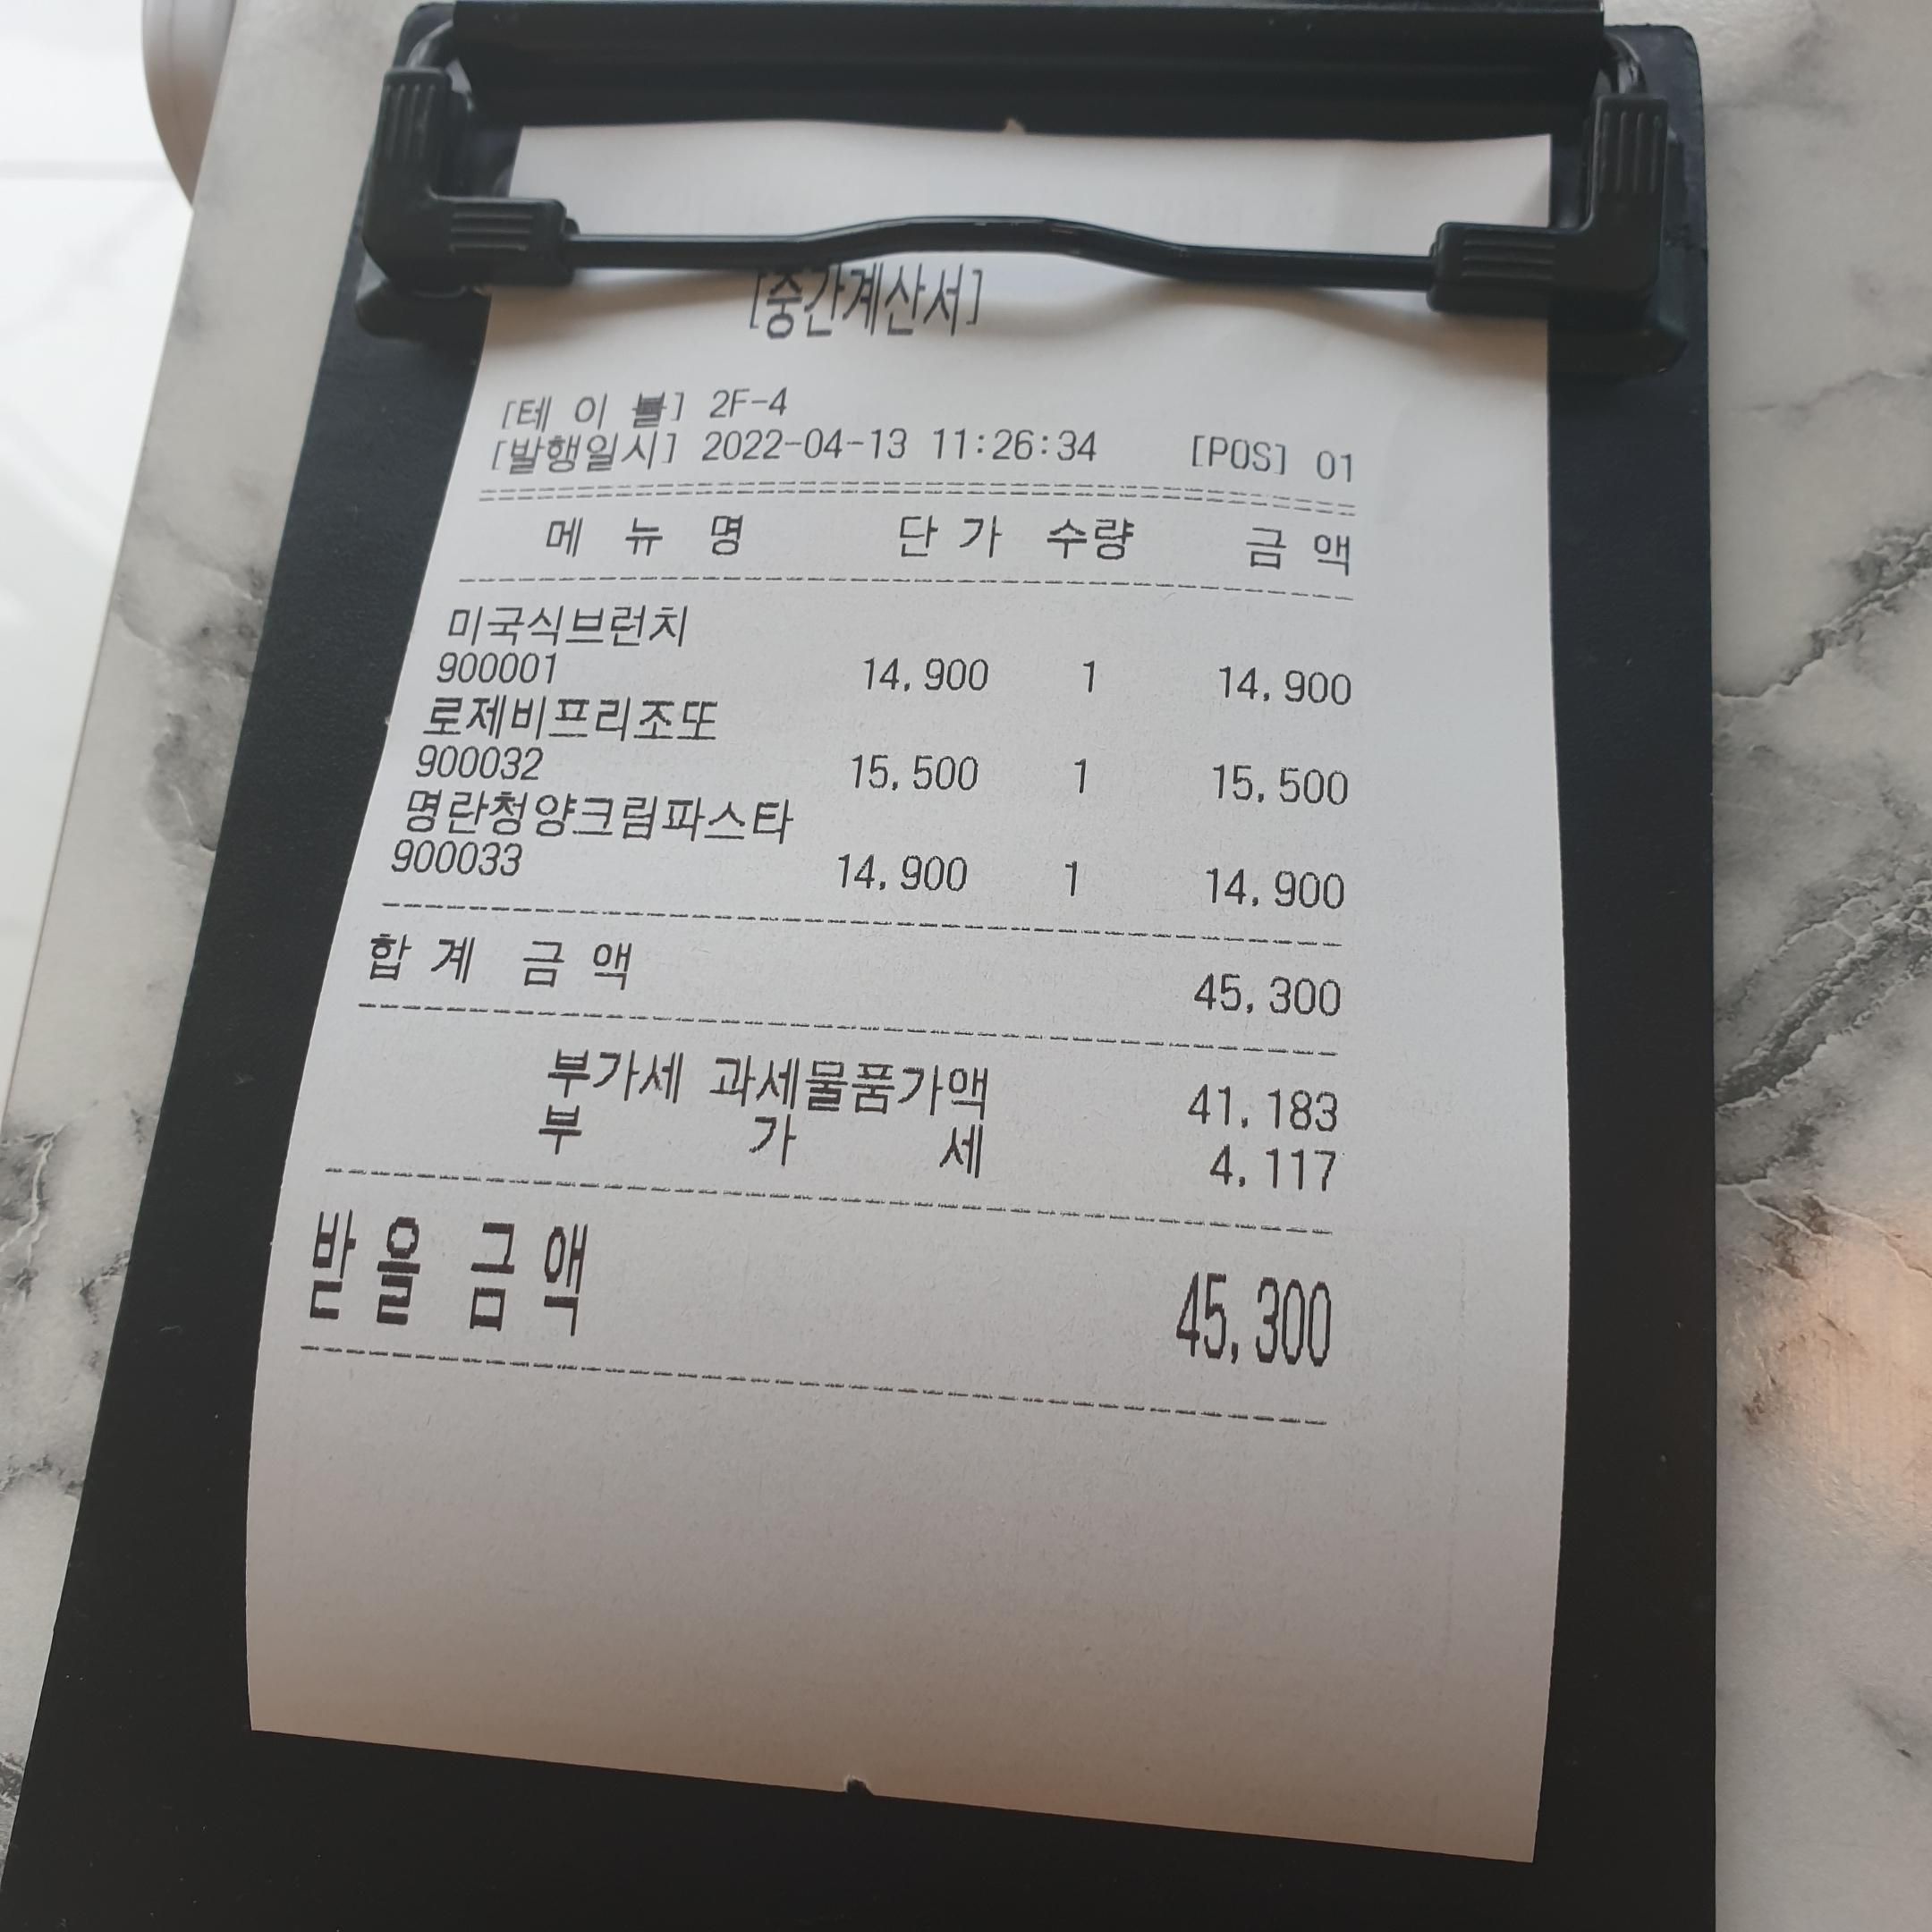 [중간계산서]
[테 이 블] 2F-4
[발행일시] 2022-04-13 11:26:34 [POS] 01
메 뉴 명 단 가 수량 금 액
미국식브런치
900001 14,900 1 14,900
로제비프리조또
900032 15,500 1 15,500
명란청양크림파스타
900033 14,900 1 14,900
합 계 금 액 45,300
부가세 과세물품가액 41,183
부 가 세 4,117
받 을 금 액 45,300